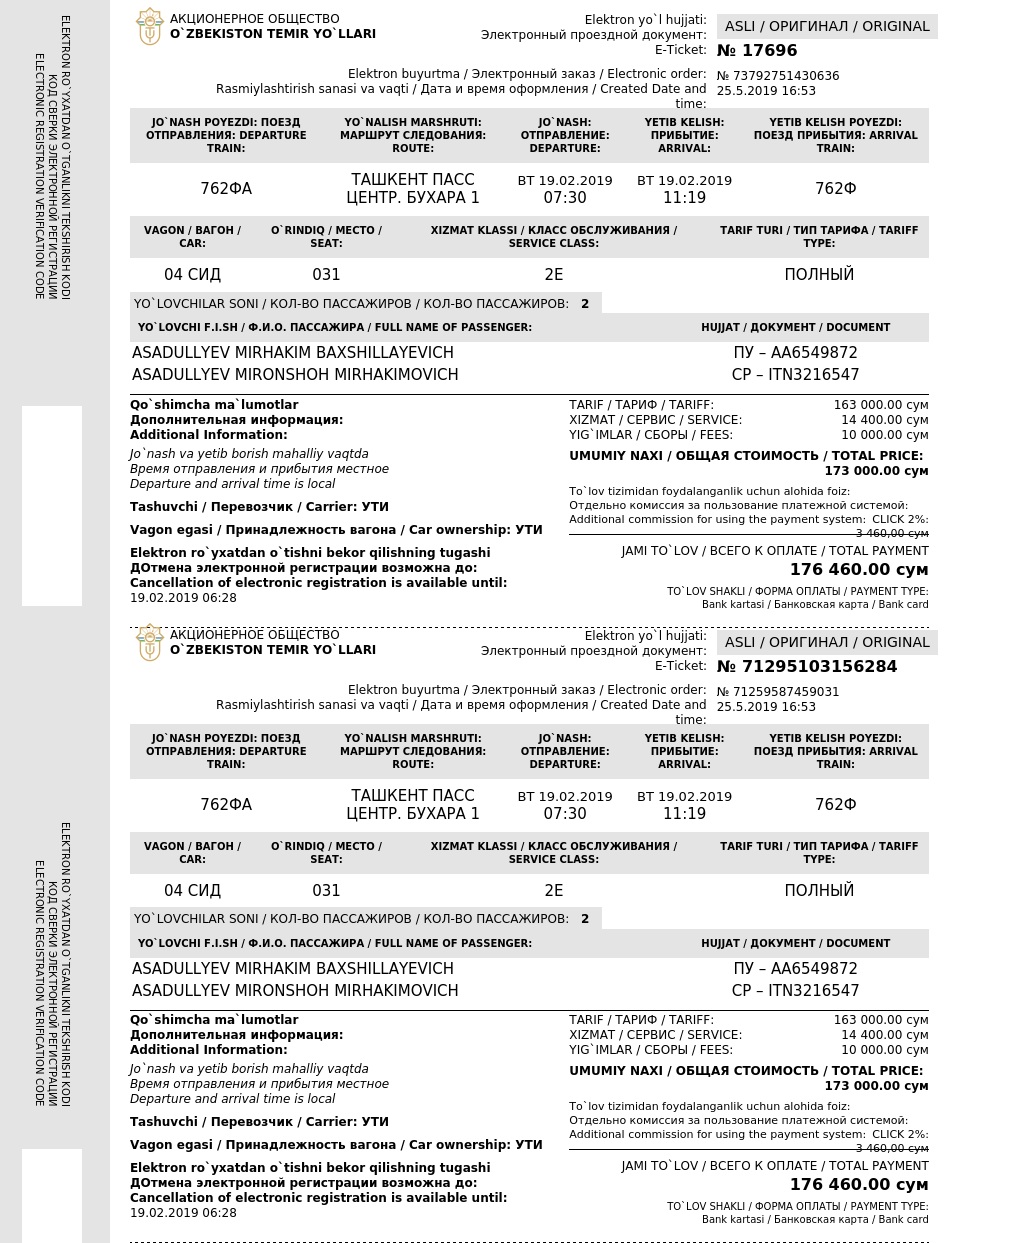 ELEKTRON RO`YXATDAN O`TGANLIKNI TEKSHIRISH KODI
КОД СВЕРКИ ЭЛЕКТРОННОЙ РЕГИСТРАЦИИ
ELECTRONIC REGISTRATION VERIFICATION CODE
АКЦИОНЕРНОЕ ОБЩЕСТВО
O`ZBEKISTON TEMIR YO`LLARI
Elektron yo`l hujjati:
Электронный проездной документ:
E-Ticket:
ASLI / ОРИГИНАЛ / ORIGINAL
№ 17696
Elektron buyurtma / Электронный заказ / Electronic order:
№ 73792751430636
Rasmiylashtirish sanasi va vaqti / Дата и время оформления / Created Date and
time:
25.5.2019 16:53
JO`NASH POYEZDI: ПОЕЗД
ОТПРАВЛЕНИЯ: DEPARTURE
TRAIN:
YO`NALISH MARSHRUTI:
МАРШРУТ СЛЕДОВАНИЯ:
ROUTE:
JO`NASH:
ОТПРАВЛЕНИЕ:
DEPARTURE:
YETIB KELISH:
ПРИБЫТИЕ:
ARRIVAL:
YETIB KELISH POYEZDI:
ПОЕЗД ПРИБЫТИЯ: ARRIVAL
TRAIN:
762ФА
ТАШКЕНТ ПАСС
ЦЕНТР. БУХАРА 1
ВТ 19.02.2019
07:30
ВТ 19.02.2019
11:19
762Ф
VAGON / ВАГОН /
CAR:
O`RINDIQ / МЕСТО /
SEAT:
XIZMAT KLASSI / КЛАСС ОБСЛУЖИВАНИЯ /
SERVICE CLASS:
TARIF TURI / ТИП ТАРИФА / TARIFF
TYPE:
04 СИД
031
2Е
ПОЛНЫЙ
YO`LOVCHILAR SONI / КОЛ-ВО ПАССАЖИРОВ / КОЛ-ВО ПАССАЖИРОВ: 2
YO`LOVCHI F.I.SH / Ф.И.О. ПАССАЖИРА / FULL NAME OF PASSENGER:
HUJJAT / ДОКУМЕНТ / DOCUMENT
ASADULLYEV MIRHAKIM BAXSHILLAYEVICH
ПУ – AA6549872
ASADULLYEV MIRONSHOH MIRHAKIMOVICH
СР – ITN3216547
Qo`shimcha ma`lumotlar
Дополнительная информация:
Additional Information:
Jo`nash va yetib borish mahalliy vaqtda
Время отправления и прибытия местное
Departure and arrival time is local
Tashuvchi / Перевозчик / Carrier: УТИ
Vagon egasi / Принадлежность вагона / Car ownership: УТИ
Elektron ro`yxatdan o`tishni bekor qilishning tugashi
ДОтмена электронной регистрации возможна до:
Cancellation of electronic registration is available until:
19.02.2019 06:28
TARIF / ТАРИФ / TARIFF: 163 000.00 сум
XIZMAT / СЕРВИС / SERVICE: 14 400.00 сум
YIG`IMLAR / СБОРЫ / FEES: 10 000.00 сум
UMUMIY NAXI / ОБЩАЯ СТОИМОСТЬ / TOTAL PRICE:
173 000.00 сум
To`lov tizimidan foydalanganlik uchun alohida foiz:
Отдельно комиссия за пользование платежной системой:
Additional commission for using the payment system: CLICK 2%:
3 460,00 сум
JAMI TO`LOV / ВСЕГО К ОПЛАТЕ / TOTAL PAYMENT
176 460.00 сум
TO`LOV SHAKLI / ФОРМА ОПЛАТЫ / PAYMENT TYPE:
Bank kartasi / Банковская карта / Bank card
ELEKTRON RO`YXATDAN O`TGANLIKNI TEKSHIRISH KODI
КОД СВЕРКИ ЭЛЕКТРОННОЙ РЕГИСТРАЦИИ
ELECTRONIC REGISTRATION VERIFICATION CODE
АКЦИОНЕРНОЕ ОБЩЕСТВО
O`ZBEKISTON TEMIR YO`LLARI
Elektron yo`l hujjati:
Электронный проездной документ:
E-Ticket:
ASLI / ОРИГИНАЛ / ORIGINAL
№ 71295103156284
Elektron buyurtma / Электронный заказ / Electronic order:
№ 71259587459031
Rasmiylashtirish sanasi va vaqti / Дата и время оформления / Created Date and
time:
25.5.2019 16:53
JO`NASH POYEZDI: ПОЕЗД
ОТПРАВЛЕНИЯ: DEPARTURE
TRAIN:
YO`NALISH MARSHRUTI:
МАРШРУТ СЛЕДОВАНИЯ:
ROUTE:
JO`NASH:
ОТПРАВЛЕНИЕ:
DEPARTURE:
YETIB KELISH:
ПРИБЫТИЕ:
ARRIVAL:
YETIB KELISH POYEZDI:
ПОЕЗД ПРИБЫТИЯ: ARRIVAL
TRAIN:
762ФА
ТАШКЕНТ ПАСС
ЦЕНТР. БУХАРА 1
ВТ 19.02.2019
07:30
ВТ 19.02.2019
11:19
762Ф
VAGON / ВАГОН /
CAR:
O`RINDIQ / МЕСТО /
SEAT:
XIZMAT KLASSI / КЛАСС ОБСЛУЖИВАНИЯ /
SERVICE CLASS:
TARIF TURI / ТИП ТАРИФА / TARIFF
TYPE:
04 СИД
031
2Е
ПОЛНЫЙ
YO`LOVCHILAR SONI / КОЛ-ВО ПАССАЖИРОВ / КОЛ-ВО ПАССАЖИРОВ: 2
YO`LOVCHI F.I.SH / Ф.И.О. ПАССАЖИРА / FULL NAME OF PASSENGER:
HUJJAT / ДОКУМЕНТ / DOCUMENT
ASADULLYEV MIRHAKIM BAXSHILLAYEVICH
ПУ – AA6549872
ASADULLYEV MIRONSHOH MIRHAKIMOVICH
СР – ITN3216547
Qo`shimcha ma`lumotlar
Дополнительная информация:
Additional Information:
Jo`nash va yetib borish mahalliy vaqtda
Время отправления и прибытия местное
Departure and arrival time is local
Tashuvchi / Перевозчик / Carrier: УТИ
Vagon egasi / Принадлежность вагона / Car ownership: УТИ
Elektron ro`yxatdan o`tishni bekor qilishning tugashi
ДОтмена электронной регистрации возможна до:
Cancellation of electronic registration is available until:
19.02.2019 06:28
TARIF / ТАРИФ / TARIFF: 163 000.00 сум
XIZMAT / СЕРВИС / SERVICE: 14 400.00 сум
YIG`IMLAR / СБОРЫ / FEES: 10 000.00 сум
UMUMIY NAXI / ОБЩАЯ СТОИМОСТЬ / TOTAL PRICE:
173 000.00 сум
To`lov tizimidan foydalanganlik uchun alohida foiz:
Отдельно комиссия за пользование платежной системой:
Additional commission for using the payment system: CLICK 2%:
3 460,00 сум
JAMI TO`LOV / ВСЕГО К ОПЛАТЕ / TOTAL PAYMENT
176 460.00 сум
TO`LOV SHAKLI / ФОРМА ОПЛАТЫ / PAYMENT TYPE:
Bank kartasi / Банковская карта / Bank card